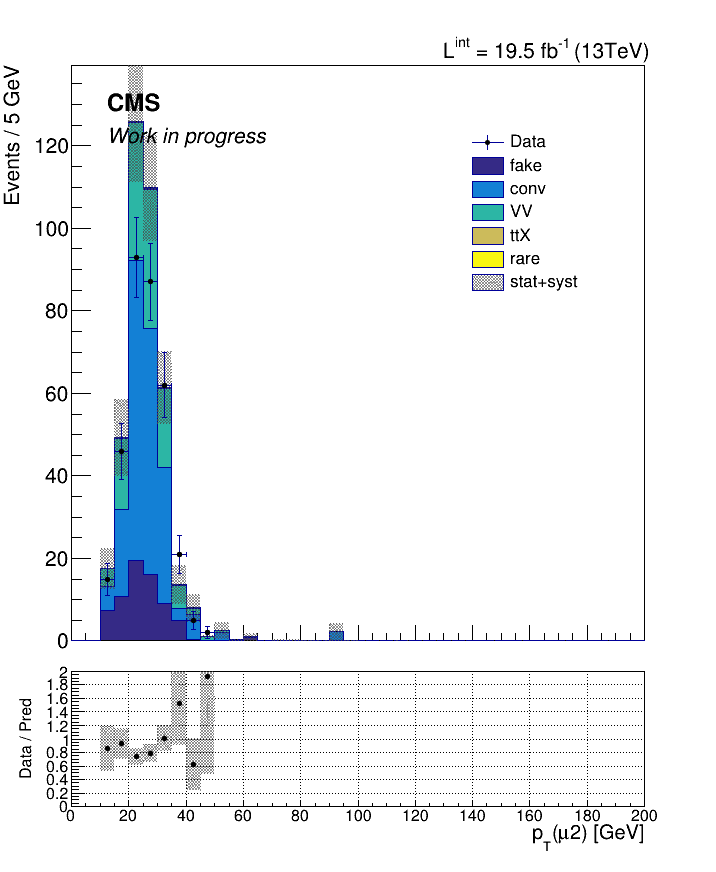 L^int = 19.5 fb^-1 (13TeV)
Events / 5 GeV
CMS
Work in progress
Data
fake
conv
VV
ttX
rare
stat+syst
120
100
80
60
40
20
0
Data / Pred
2
1.8
1.6
1.4
1.2
1
0.8
0.6
0.4
0.2
0
0 20 40 60 80 100 120 140 160 180 200
p_T(μ2) [GeV]